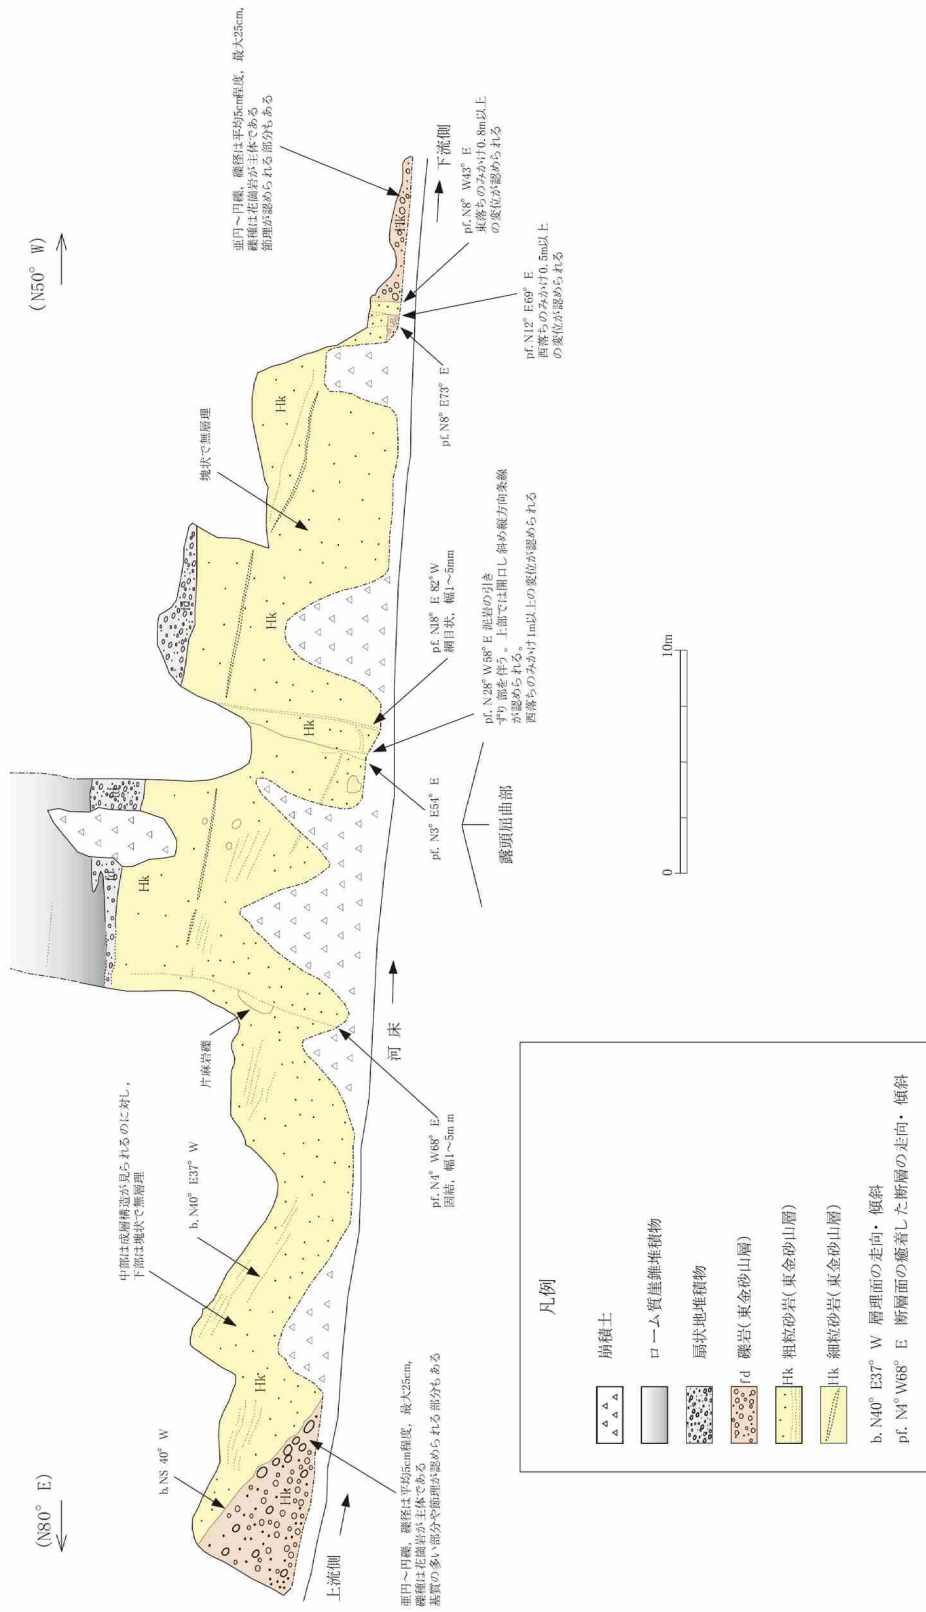 (N80° E)
(N50° W)
b. NS 40° W
中部は成層構造が見られるのに対し,
下部は塊状で無層理
b. N40° E37° W
片麻岩礫
塊状で無層理
亜円~円礫, 礫径は平均5cm程度, 最大25cm,
礫種は花崗岩が主体である
節理が認められる部分もある
Hk
Hk
Hk
Hk
Hk
Hk
Hk
上流側
河床
下流側
亜円~円礫, 礫径は平均5cm程度, 最大25cm,
礫種は花崗岩が主体である
基質の多い部分や節理が認められる部分もある
pf. N4° W68° E
固結, 幅1~5mm
pf. N3° E54° E
露頭屈曲部
pf. N28° W58° E 泥岩の引き
ずり部を伴う。上部では開口し斜め縦方向条線
が認められる。
西落ちのみかけ1m以上の変位が認められる
pf. N18° E 82° W
網目状, 幅1~5mm
pf. N8° E73° E
pf. N12° E69° E
西落ちのみかけ0.5m以上
の変位が認められる
pf. N8° W43° E
東落ちのみかけ0.8m以上
の変位が認められる
0
10m
凡例
崩積土
ローム質崖錐堆積物
扇状地堆積物
fd 礫岩(東金砂山層)
Hk 粗粒砂岩(東金砂山層)
Hk 細粒砂岩(東金砂山層)
b. N40° E37° W 層理面の走向・傾斜
pf. N4° W68° E 断層面の癒着した断層の走向・傾斜